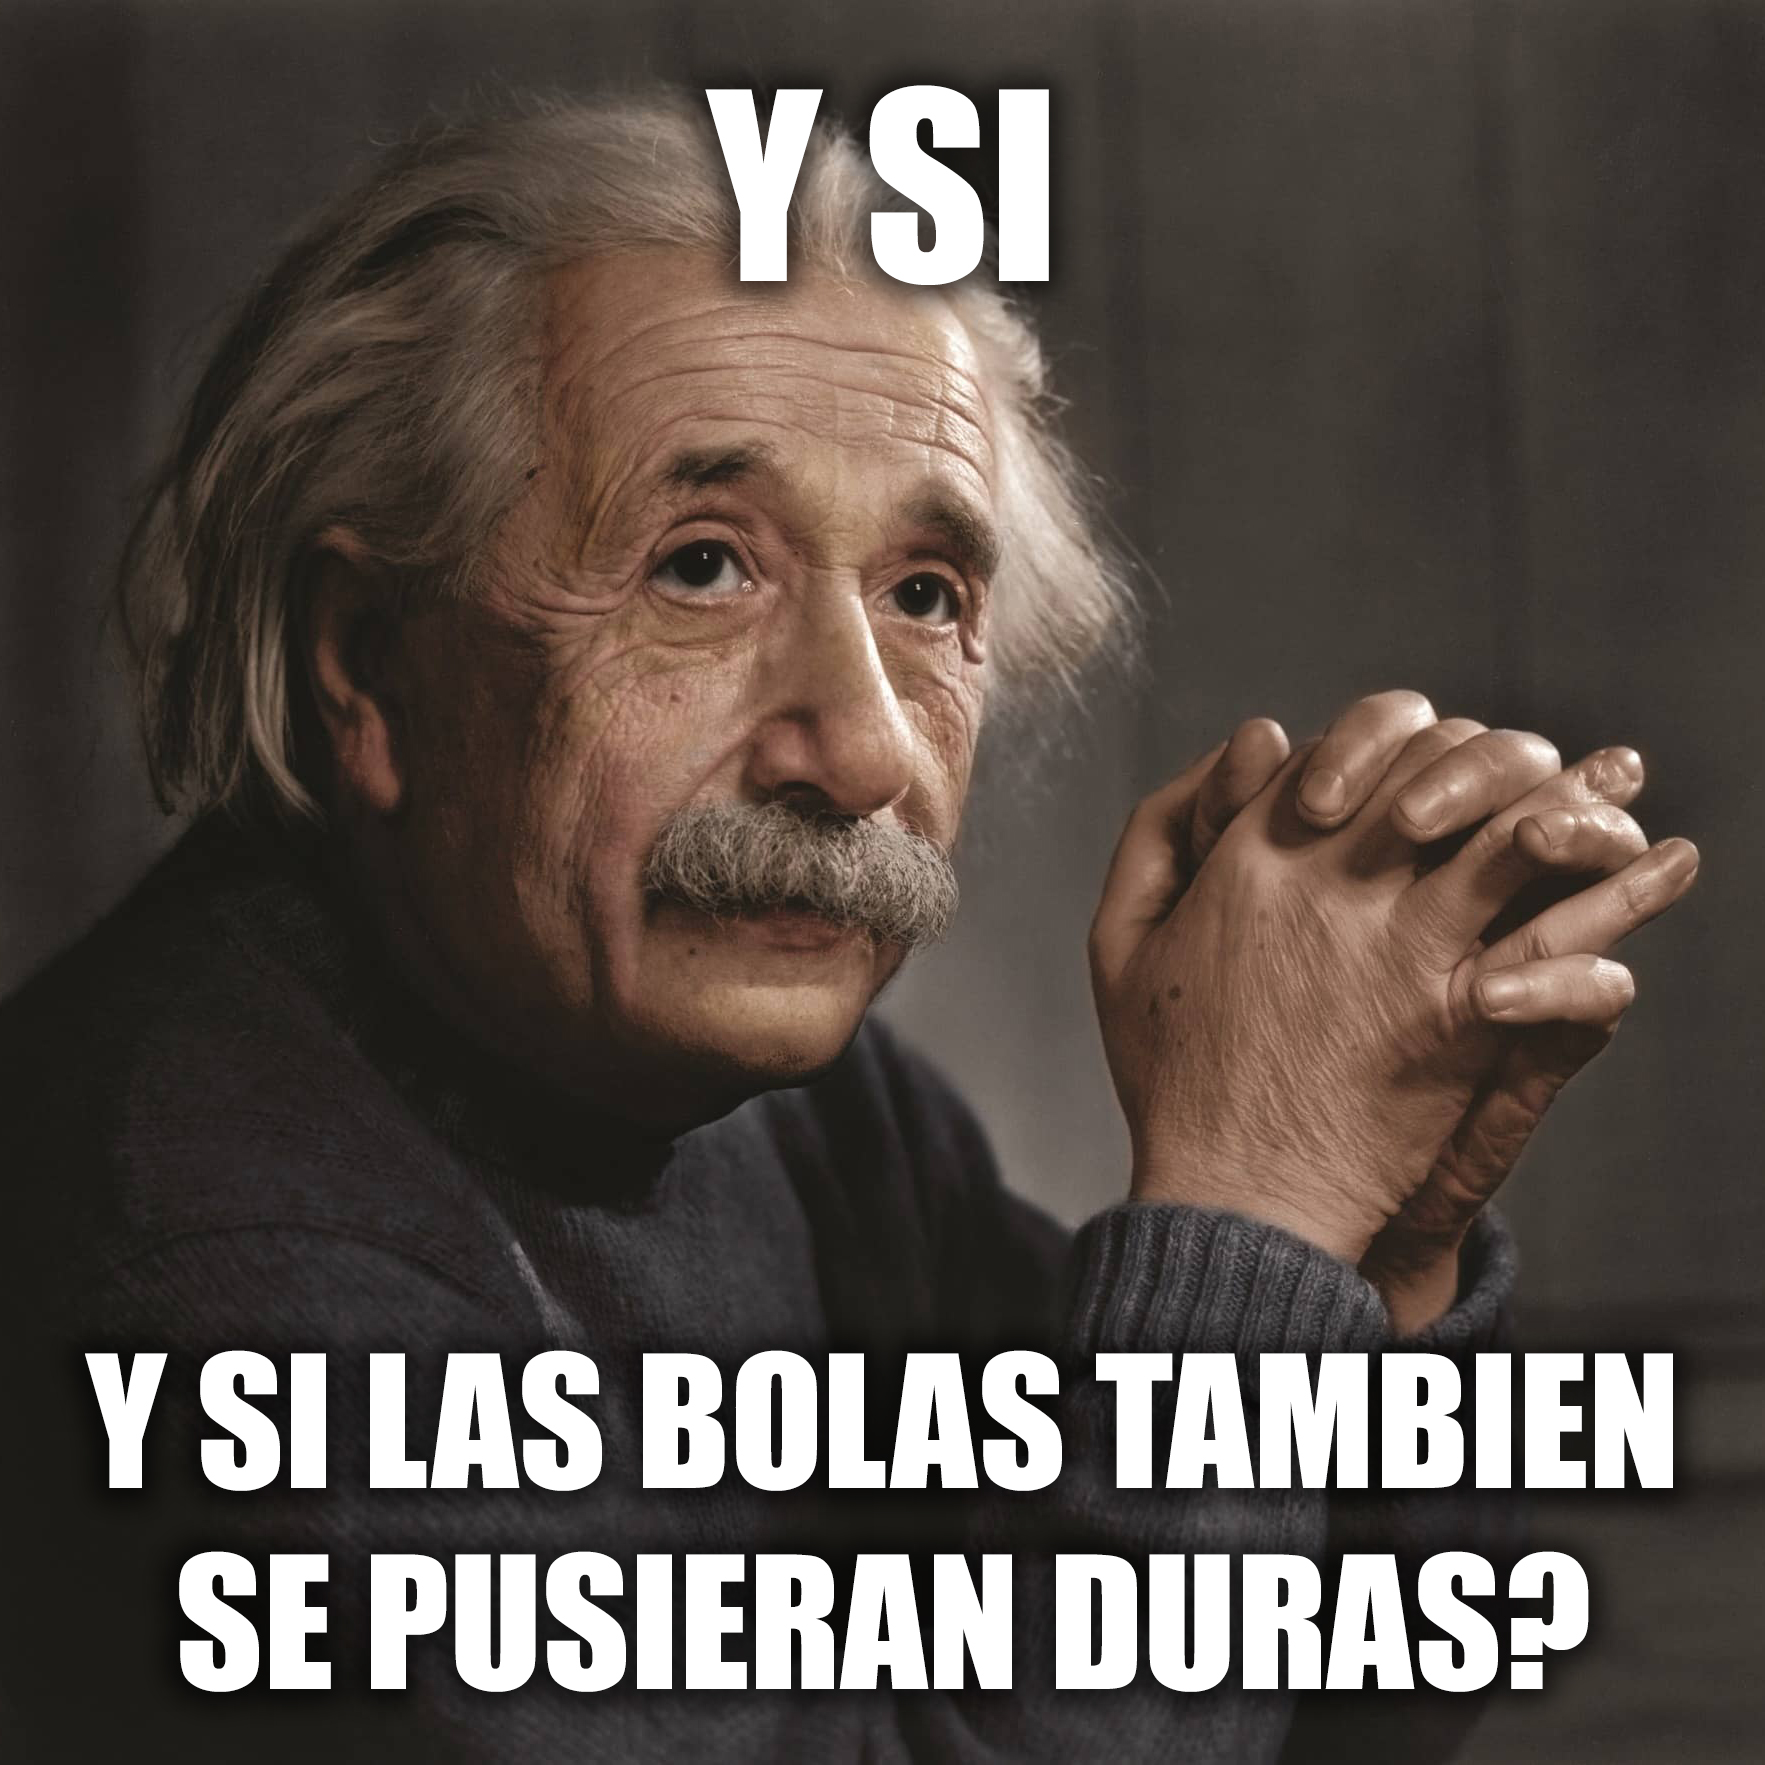 Y SI
Y SI LAS BOLAS TAMBIEN
SE PUSIERAN DURAS?